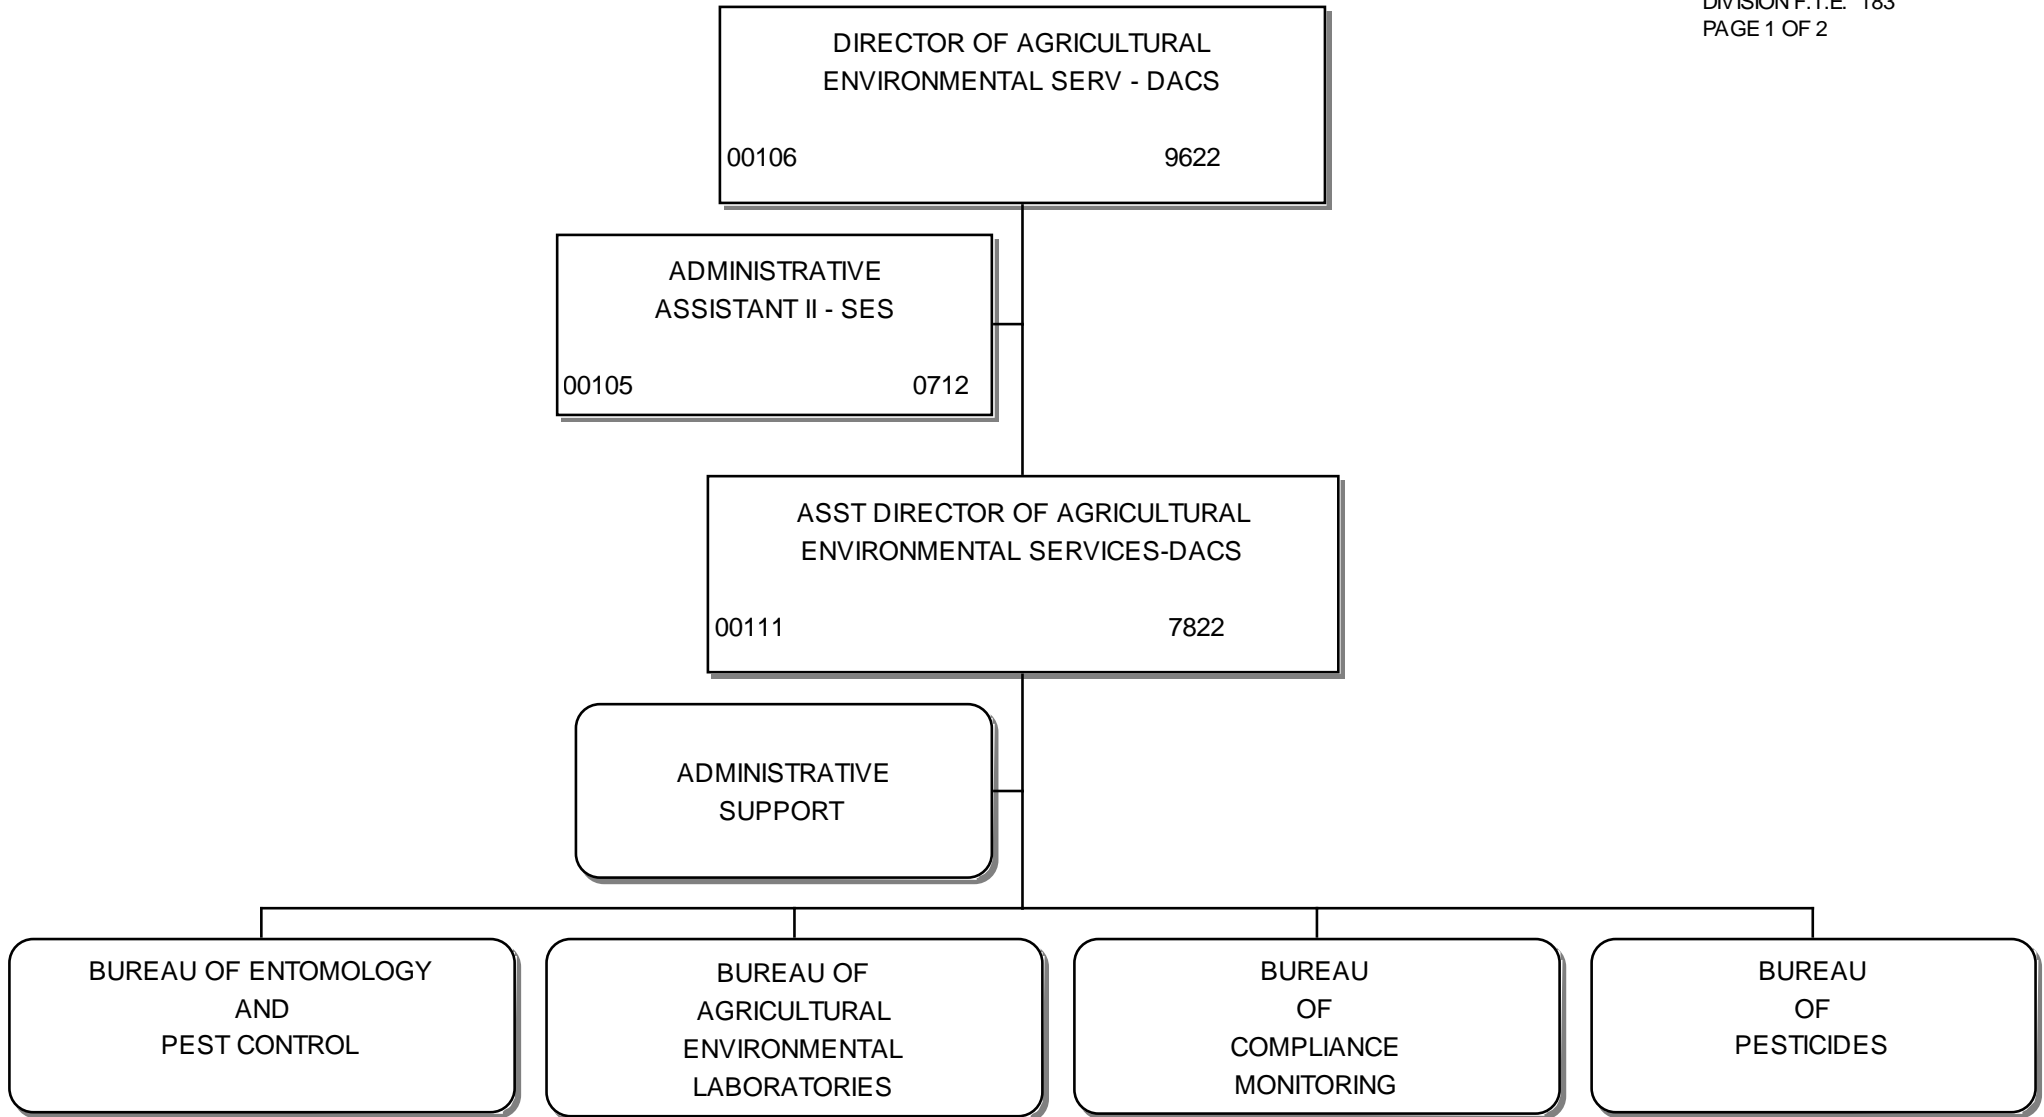 DIVISION F.T.E. 183
PAGE 1 OF 2
DIRECTOR OF AGRICULTURAL
ENVIRONMENTAL SERV - DACS
00106 9622
ADMINISTRATIVE
ASSISTANT II - SES
00105 0712
ASST DIRECTOR OF AGRICULTURAL
ENVIRONMENTAL SERVICES-DACS
00111 7822
ADMINISTRATIVE
SUPPORT
BUREAU OF ENTOMOLOGY
AND
PEST CONTROL
BUREAU OF
AGRICULTURAL
ENVIRONMENTAL
LABORATORIES
BUREAU
OF
COMPLIANCE
MONITORING
BUREAU
OF
PESTICIDES